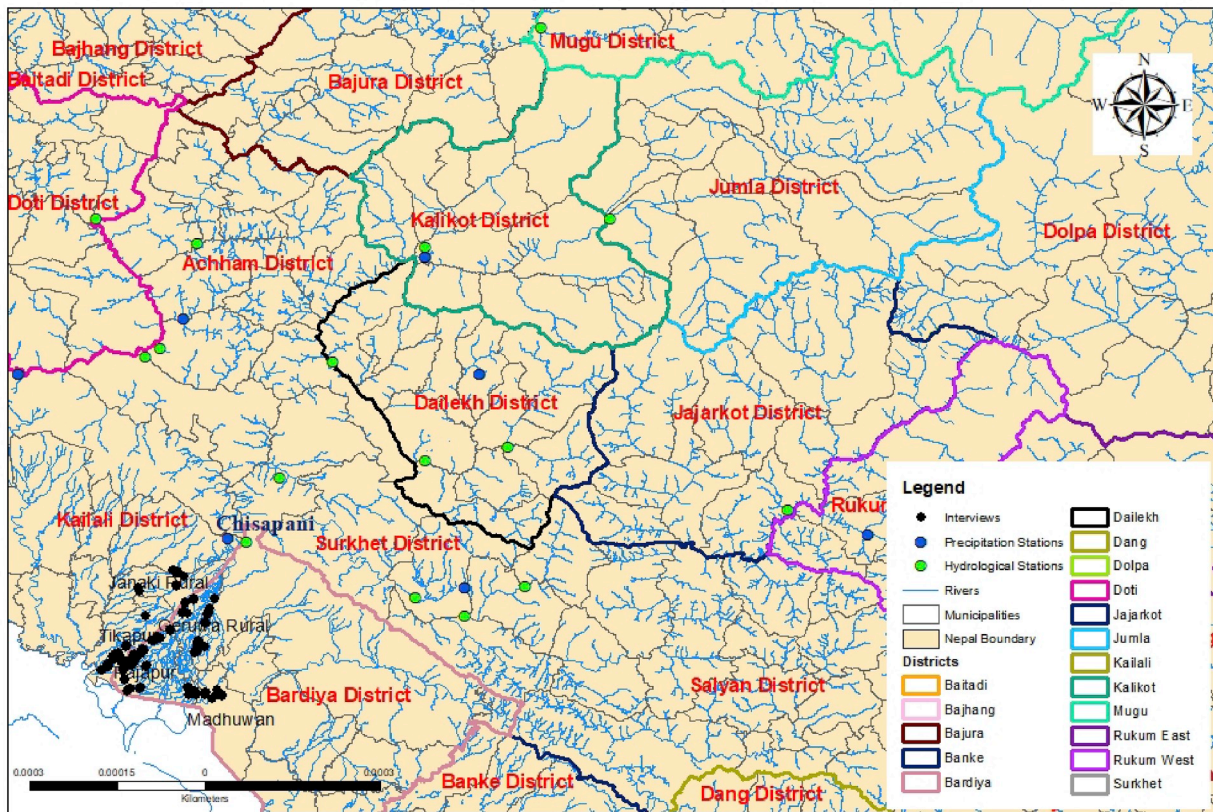 Bajhang District
Mugu District
Baitadi District
Bajura District
N
W E
S
Jumla District
Doti District
Kalikot District
Dolpa District
Achham District
Dailekh District
Jajarkot District
Kailali District
Chisapani
Surkhet District
Rukur
Janaki Rural
Geruwa Rural
Tikapur
Rajapur
Bardiya District
Salyan District
Madhuwan
Banke District
Dang District
0.0003 0.00015 0 0.0003
Kilometers
Legend
Interviews
Precipitation Stations
Hydrological Stations
Rivers
Municipalities
Nepal Boundary
Districts
Baitadi
Bajhang
Bajura
Banke
Bardiya
Dailekh
Dang
Dolpa
Doti
Jajarkot
Jumla
Kailali
Kalikot
Mugu
Rukum East
Rukum West
Surkhet